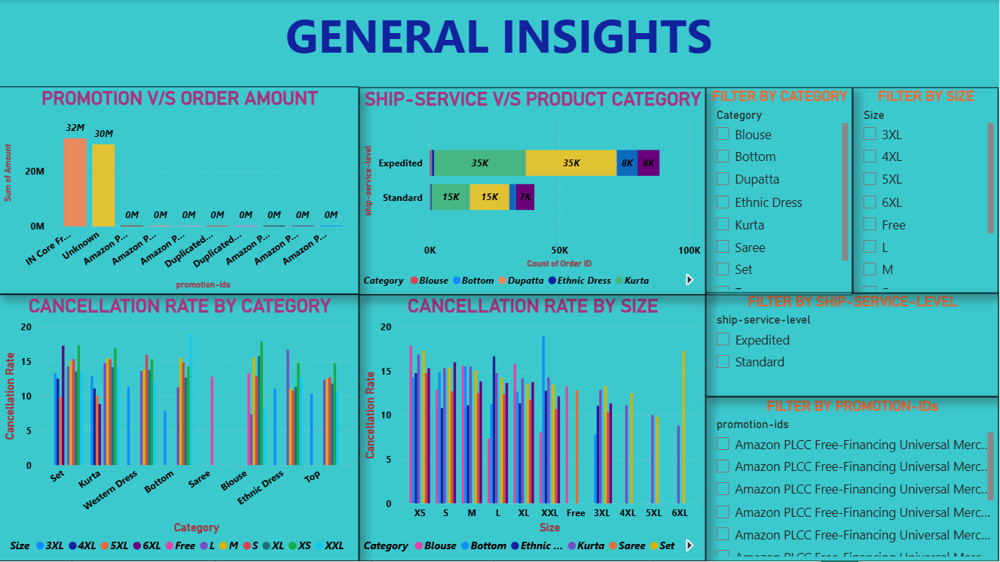 GENERAL INSIGHTS
PROMOTION V/S ORDER AMOUNT
Sum of Amount
20M
0M
32M
30M
0M
0M
0M
0M
0M
0M
0M
0M
IN Core Fr...
Unknown
Amazon P...
Amazon P...
Amazon P...
Duplicated...
Duplicated...
Amazon P...
Amazon P...
Amazon P...
promotion-ids
SHIP-SERVICE V/S PRODUCT CATEGORY
ship-service-level
Expedited
35K
35K
8K
8K
Standard
15K
15K
7K
0K
50K
100K
Count of Order ID
Category Blouse Bottom Dupatta Ethnic Dress Kurta
FILTER BY CATEGORY
Category
Blouse
Bottom
Dupatta
Ethnic Dress
Kurta
Saree
Set
FILTER BY SIZE
Size
3XL
4XL
5XL
6XL
Free
L
M
CANCELLATION RATE BY CATEGORY
Cancellation Rate
20
15
10
5
0
Set
Kurta
Western Dress
Bottom
Saree
Blouse
Ethnic Dress
Top
Category
Size 3XL 4XL 5XL 6XL Free L M S XL XS XXL
CANCELLATION RATE BY SIZE
Cancellation Rate
20
15
10
5
0
XS
S
M
L
XL
XXL
Free
3XL
4XL
5XL
6XL
Size
Category Blouse Bottom Ethnic ... Kurta Saree Set
FILTER BY SHIP-SERVICE-LEVEL
ship-service-level
Expedited
Standard
FILTER BY PROMOTION-IDs
promotion-ids
Amazon PLCC Free-Financing Universal Merc...
Amazon PLCC Free-Financing Universal Merc...
Amazon PLCC Free-Financing Universal Merc...
Amazon PLCC Free-Financing Universal Merc...
Amazon PLCC Free-Financing Universal Merc...
Amazon PLCC Free-Financing Universal Merc...